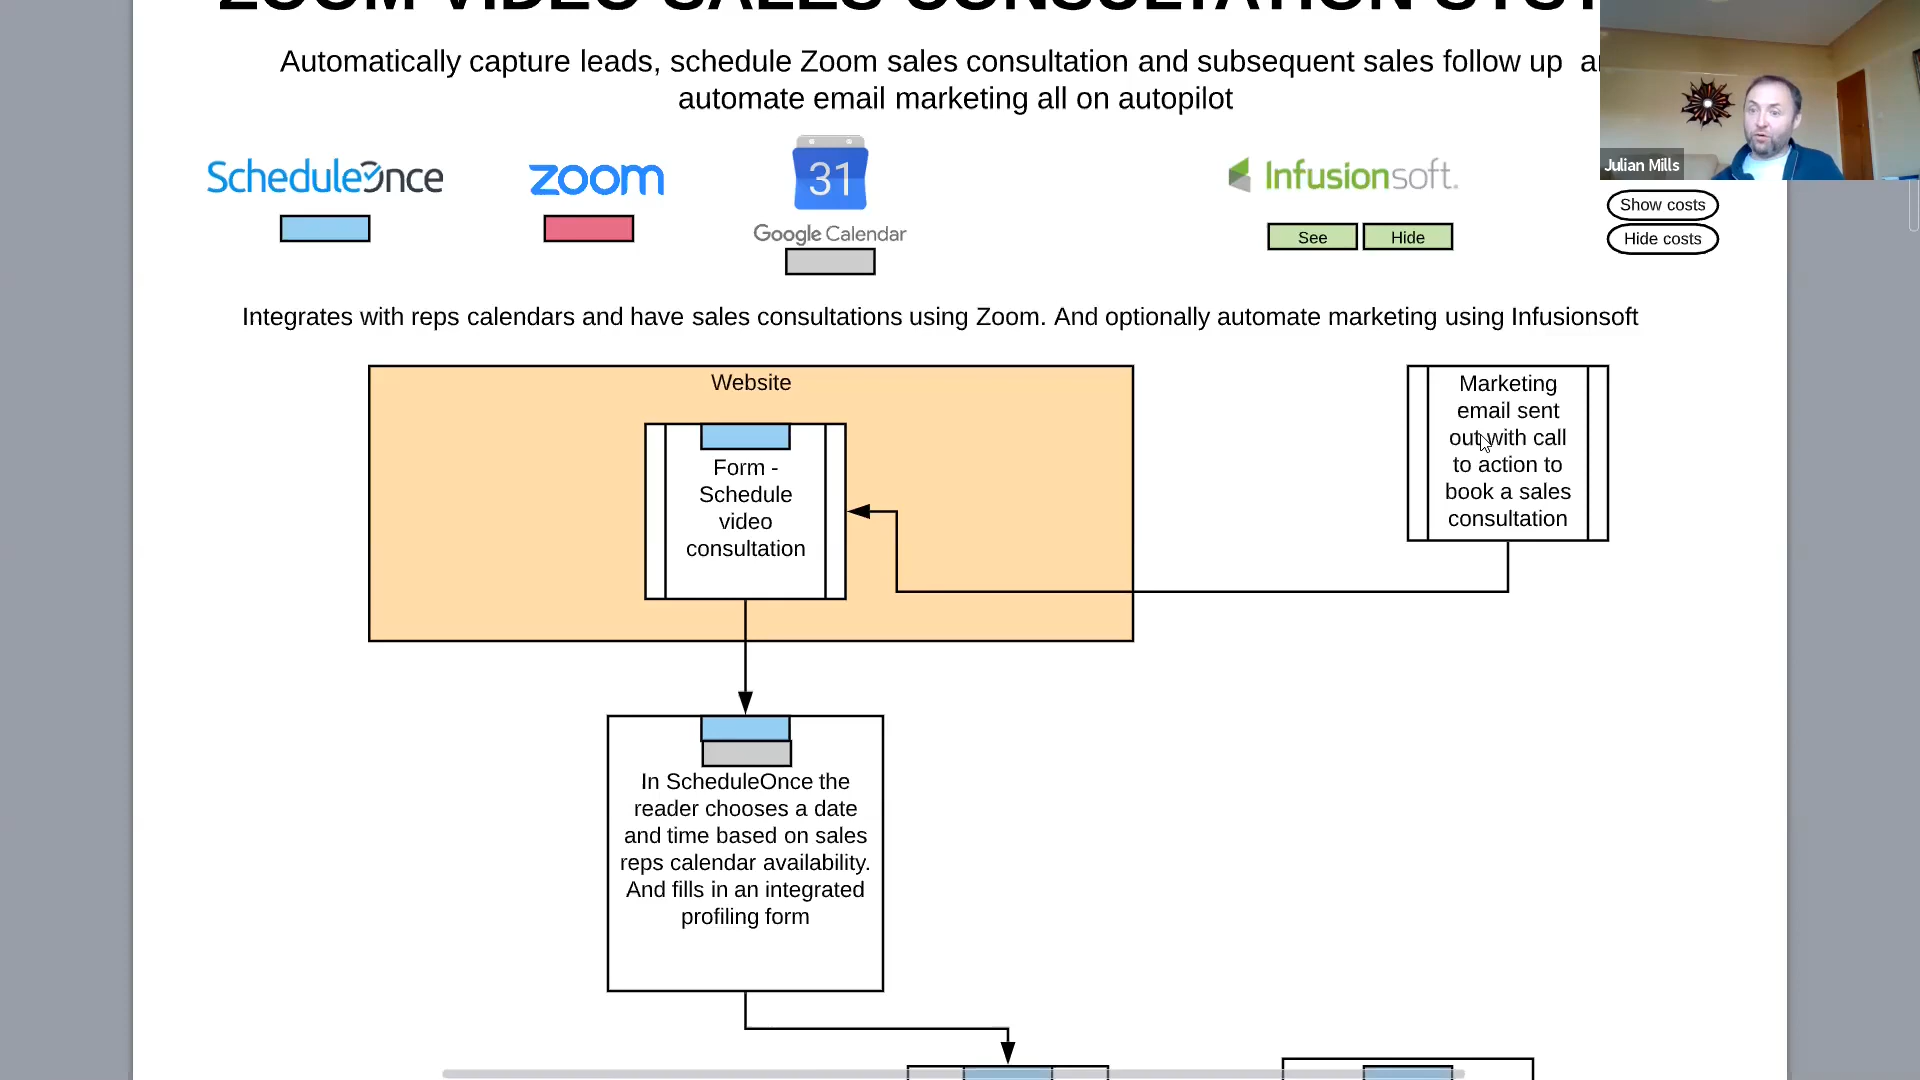 ZOOM VIDEO SALES CONSULTATION
Automatically capture leads, schedule Zoom sales consultation and subsequent sales follow up
automate email marketing all on autopilot
ScheduleOnce
zoom
31
Google Calendar
Infusionsoft.
See
Hide
Julian Mills
Show costs
Hide costs
Integrates with reps calendars and have sales consultations using Zoom. And optionally automate marketing using Infusionsoft
Website
Form -
Schedule
video
consultation
Marketing
email sent
out with call
to action to
book a sales
consultation
In ScheduleOnce the
reader chooses a date
and time based on sales
reps calendar availability.
And fills in an integrated
profiling form